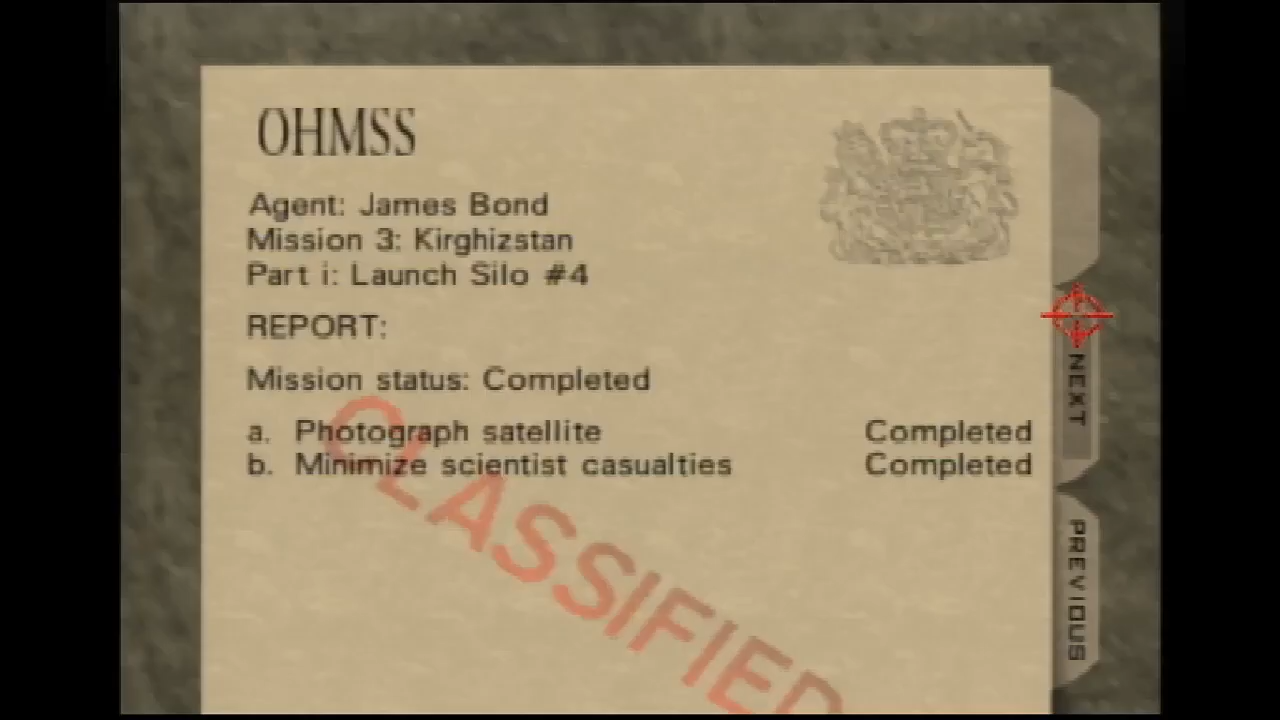 OHMSS
Agent: James Bond
Mission 3: Kirghizstan
Part i: Launch Silo #4
REPORT:
Mission status: Completed
a. Photograph satellite Completed
b. Minimize scientist casualties Completed
CLASSIFIED
NEXT
PREVIOUS